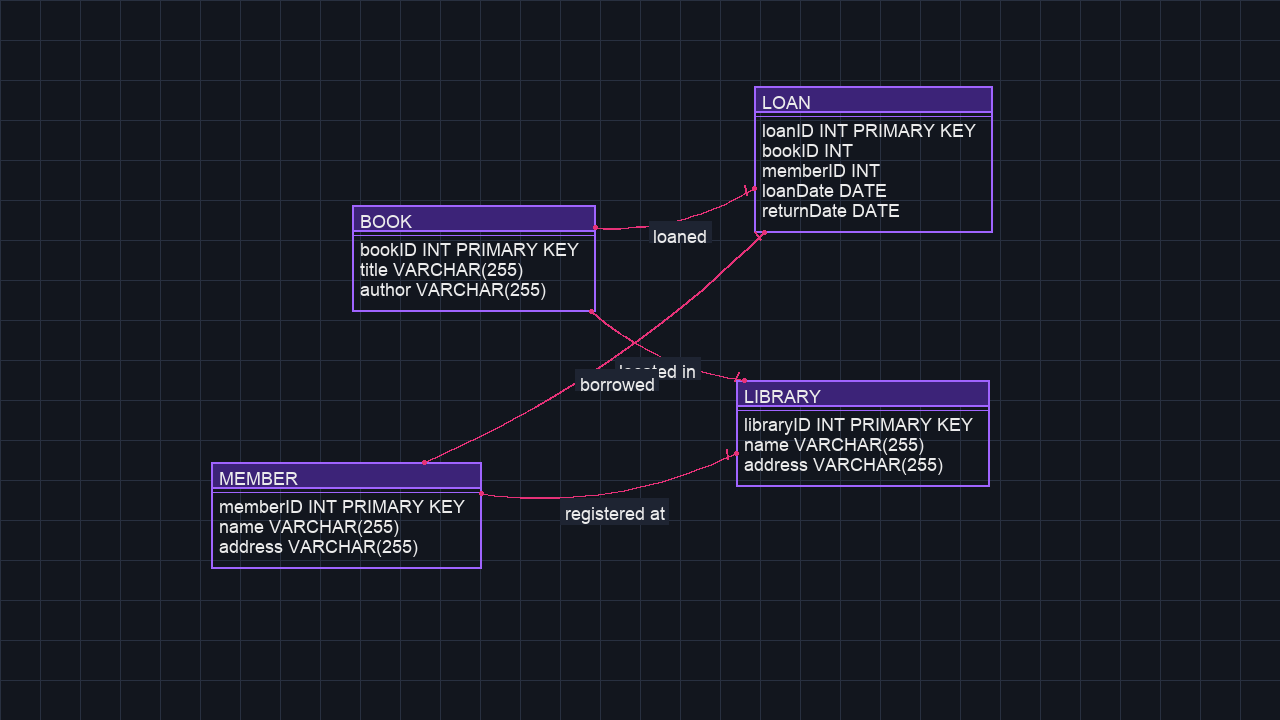 LOAN
loanID INT PRIMARY KEY
bookID INT
memberID INT
loanDate DATE
returnDate DATE
BOOK
bookID INT PRIMARY KEY
title VARCHAR(255)
author VARCHAR(255)
loaned
located in
borrowed
LIBRARY
libraryID INT PRIMARY KEY
name VARCHAR(255)
address VARCHAR(255)
MEMBER
memberID INT PRIMARY KEY
name VARCHAR(255)
address VARCHAR(255)
registered at